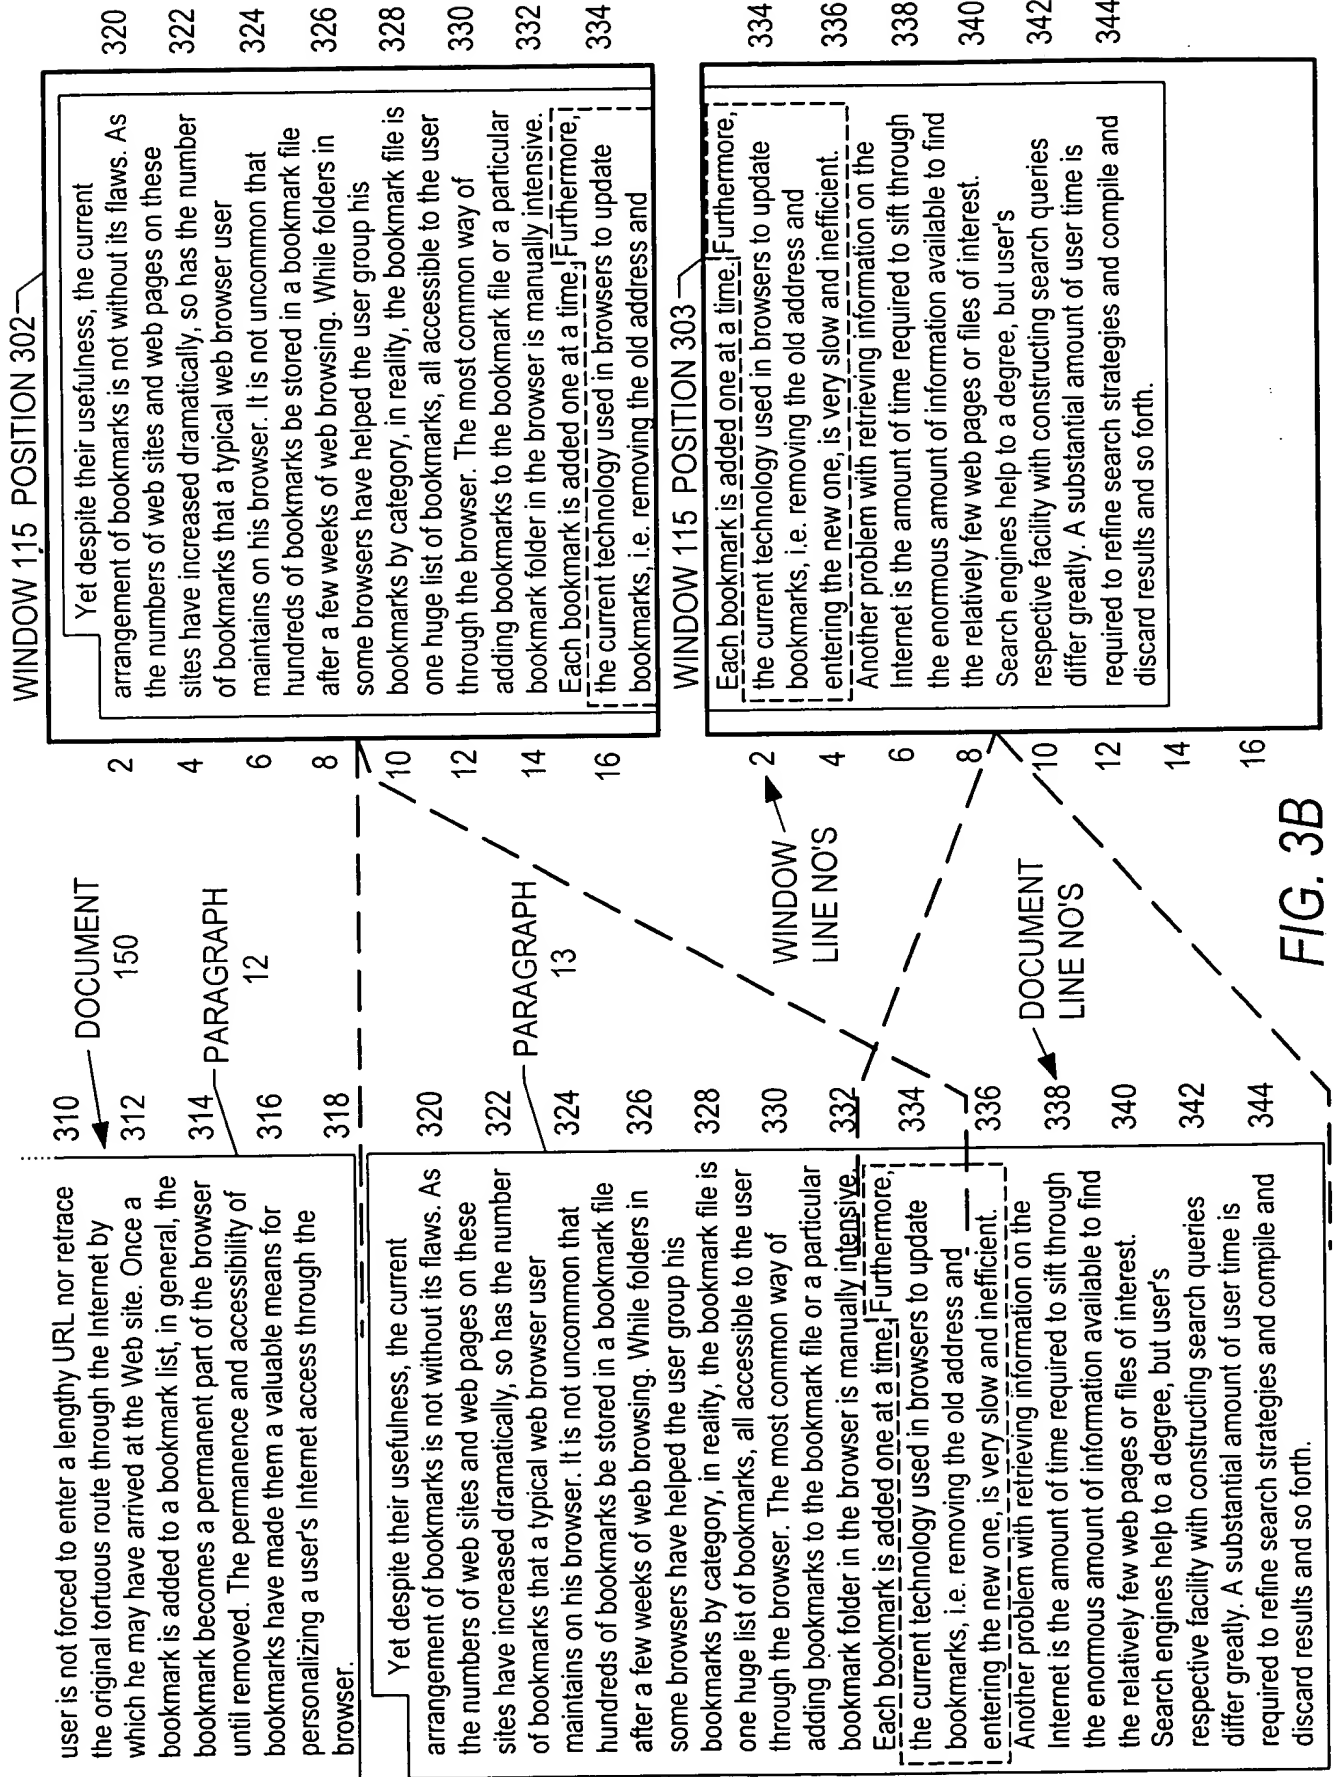 310
DOCUMENT
150
312
314
PARAGRAPH
12
316
318
user is not forced to enter a lengthy URL nor retrace
the original tortuous route through the Internet by
which he may have arrived at the Web site. Once a
bookmark is added to a bookmark list, in general, the
bookmark becomes a permanent part of the browser
until removed. The permanence and accessibility of
bookmarks have made them a valuable means for
personalizing a user's Internet access through the
browser.
320
322
324
326
328
330
332
334
336
338
340
342
344
PARAGRAPH
13
Yet despite their usefulness, the current
arrangement of bookmarks is not without its flaws. As
the numbers of web sites and web pages on these
sites have increased dramatically, so has the number
of bookmarks that a typical web browser user
maintains on his browser. It is not uncommon that
hundreds of bookmarks be stored in a bookmark file
after a few weeks of web browsing. While folders in
some browsers have helped the user group his
bookmarks by category, in reality, the bookmark file is
one huge list of bookmarks, all accessible to the user
through the browser. The most common way of
adding bookmarks to the bookmark file or a particular
bookmark folder in the browser is manually intensive.
Each bookmark is added one at a time. Furthermore,
the current technology used in browsers to update
bookmarks, i.e. removing the old address and
entering the new one, is very slow and inefficient.
Another problem with retrieving information on the
Internet is the amount of time required to sift through
the enormous amount of information available to find
the relatively few web pages or files of interest.
Search engines help to a degree, but user's
respective facility with constructing search queries
differ greatly. A substantial amount of user time is
required to refine search strategies and compile and
discard results and so forth.
DOCUMENT
LINE NO'S
WINDOW 115 POSITION 302
2
4
6
8
10
12
14
16
Yet despite their usefulness, the current
arrangement of bookmarks is not without its flaws. As
the numbers of web sites and web pages on these
sites have increased dramatically, so has the number
of bookmarks that a typical web browser user
maintains on his browser. It is not uncommon that
hundreds of bookmarks be stored in a bookmark file
after a few weeks of web browsing. While folders in
some browsers have helped the user group his
bookmarks by category, in reality, the bookmark file is
one huge list of bookmarks, all accessible to the user
through the browser. The most common way of
adding bookmarks to the bookmark file or a particular
bookmark folder in the browser is manually intensive.
Each bookmark is added one at a time. Furthermore,
the current technology used in browsers to update
bookmarks, i.e. removing the old address and
320
322
324
326
328
330
332
334
WINDOW 115 POSITION 303
2
4
6
8
10
12
14
16
WINDOW
LINE NO'S
Each bookmark is added one at a time. Furthermore,
the current technology used in browsers to update
bookmarks, i.e. removing the old address and
entering the new one, is very slow and inefficient.
Another problem with retrieving information on the
Internet is the amount of time required to sift through
the enormous amount of information available to find
the relatively few web pages or files of interest.
Search engines help to a degree, but user's
respective facility with constructing search queries
differ greatly. A substantial amount of user time is
required to refine search strategies and compile and
discard results and so forth.
334
336
338
340
342
344
FIG. 3B